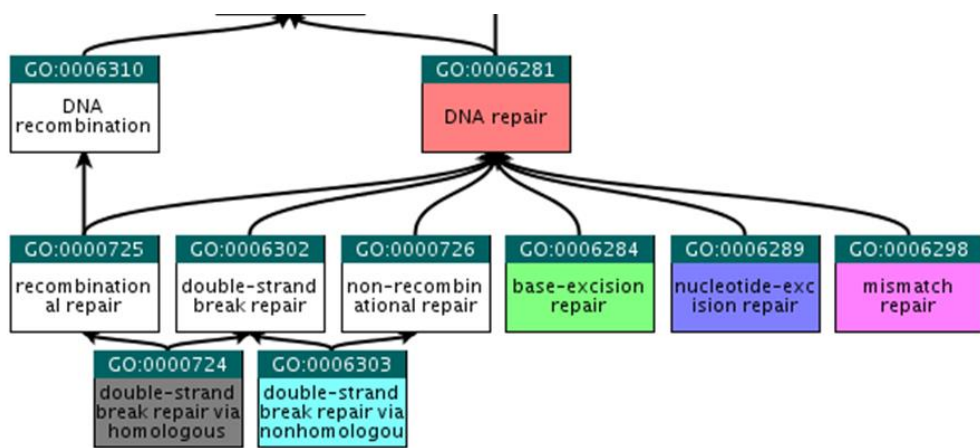 GO:0006310
DNA
recombination
GO:0006281
DNA repair
GO:0000725
recombination
al repair
GO:0006302
double-strand
break repair
GO:0000726
non-recombin
ational repair
GO:0006284
base-excision
repair
GO:0006289
nucleotide-exc
ision repair
GO:0006298
mismatch
repair
GO:0000724
double-strand
break repair via
homologous
GO:0006303
double-strand
break repair via
nonhomologou